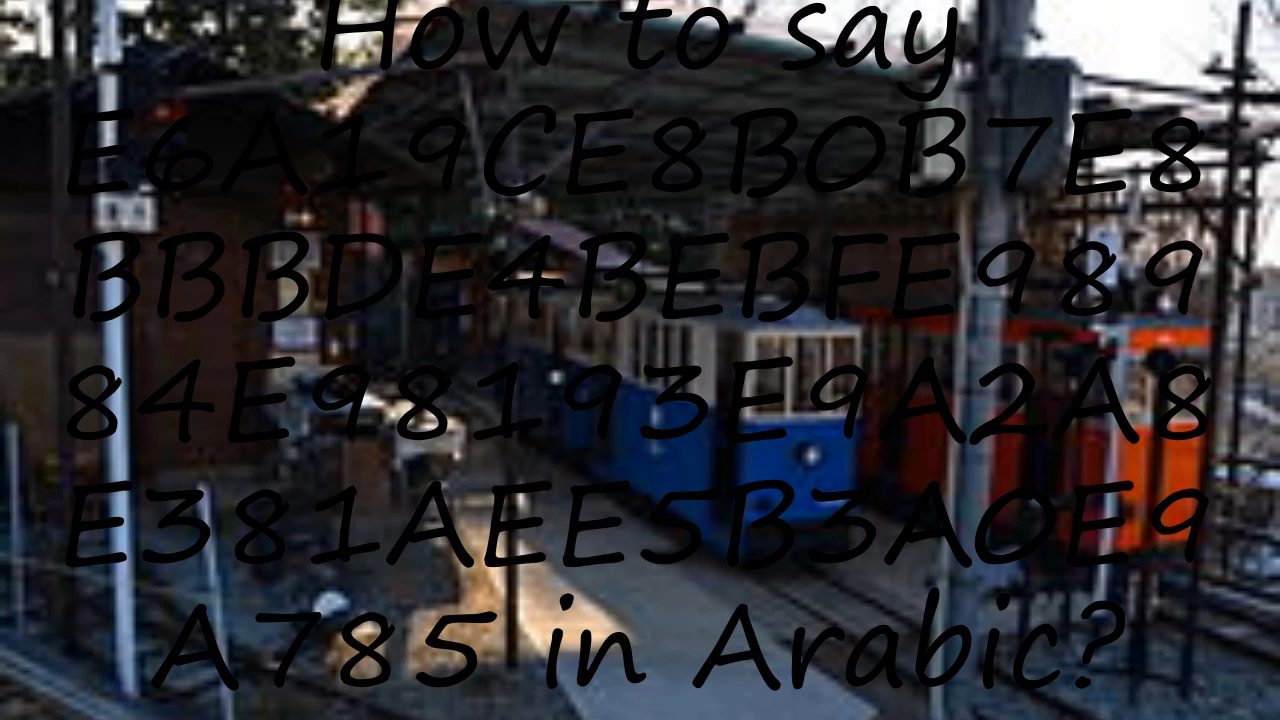 How to say
E6A19CE8B0B7E8
BBBDE4BEBFE989
84E98193E9A2A8
E381AEE5B3A0E9
A785 in Arabic?